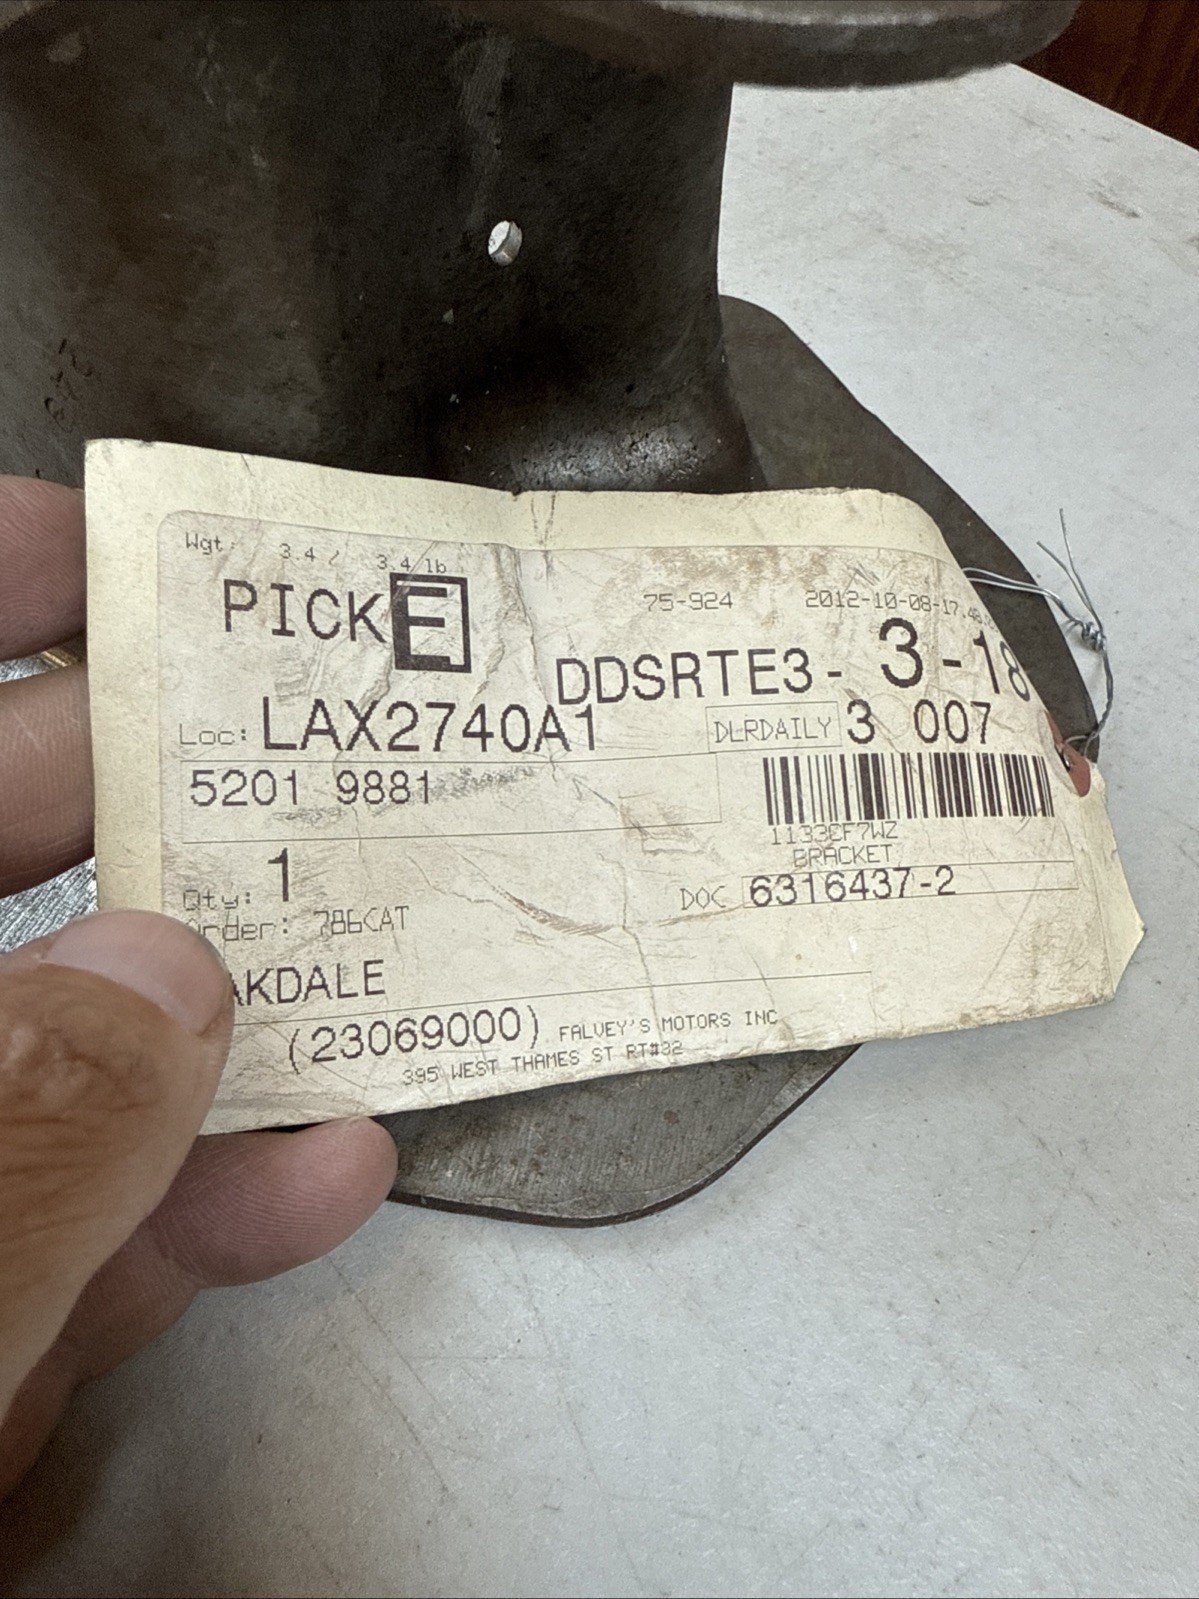 Wgt: 3.4 / 3.4 lb
PICK E
75-924 2012-10-08-17.
DDSRTE3- 3-18
Loc: LAX2740A1
DLRDAILY 3 007
5201 9881
BRACKET
Qty: 1
DOC 6316437-2
Order: 786CAT
AKDALE
(23069000) FALVEY'S MOTORS INC
395 WEST THAMES ST RT#32